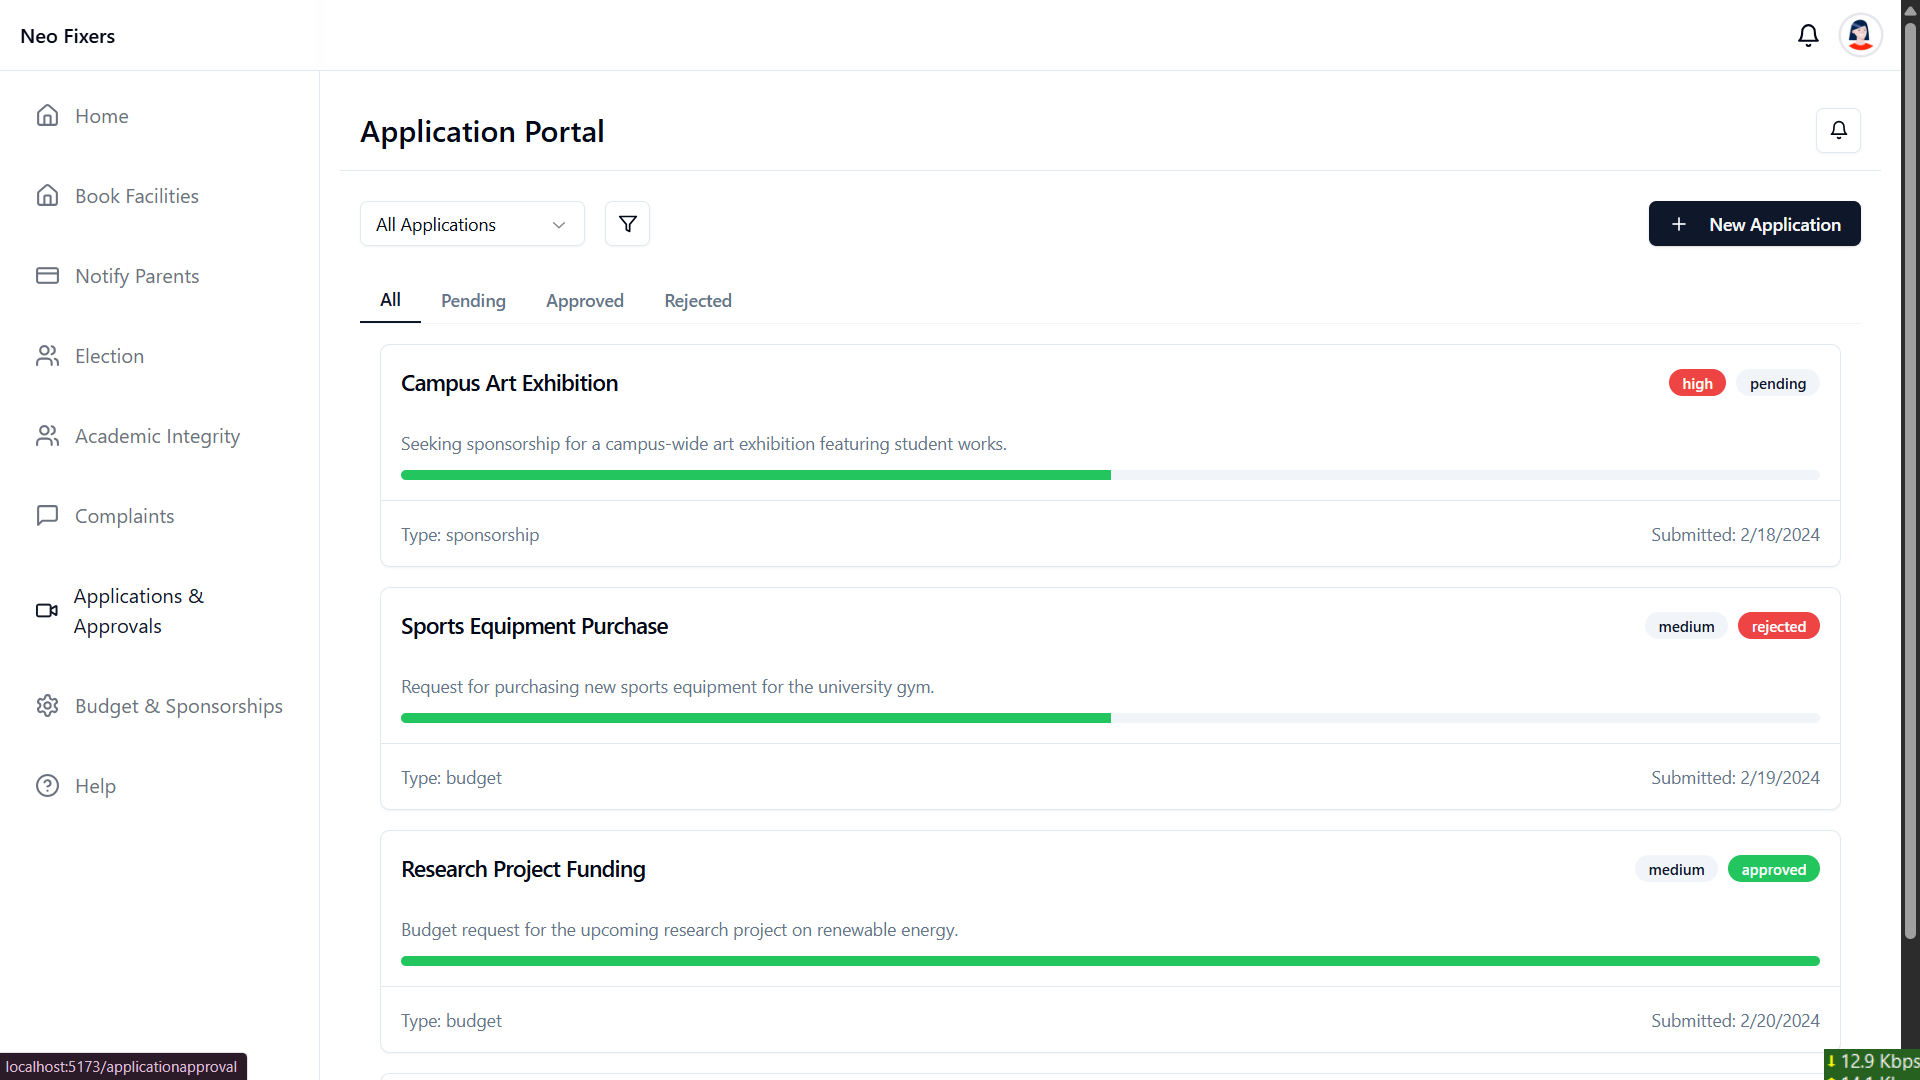 Neo Fixers
Home
Book Facilities
Notify Parents
Election
Academic Integrity
Complaints
Applications &
Approvals
Budget & Sponsorships
Help
Application Portal
All Applications
New Application
All Pending Approved Rejected
Campus Art Exhibition
high pending
Seeking sponsorship for a campus-wide art exhibition featuring student works.
Type: sponsorship
Submitted: 2/18/2024
Sports Equipment Purchase
medium rejected
Request for purchasing new sports equipment for the university gym.
Type: budget
Submitted: 2/19/2024
Research Project Funding
medium approved
Budget request for the upcoming research project on renewable energy.
Type: budget
Submitted: 2/20/2024
localhost:5173/applicationapproval
12.9 Kbps